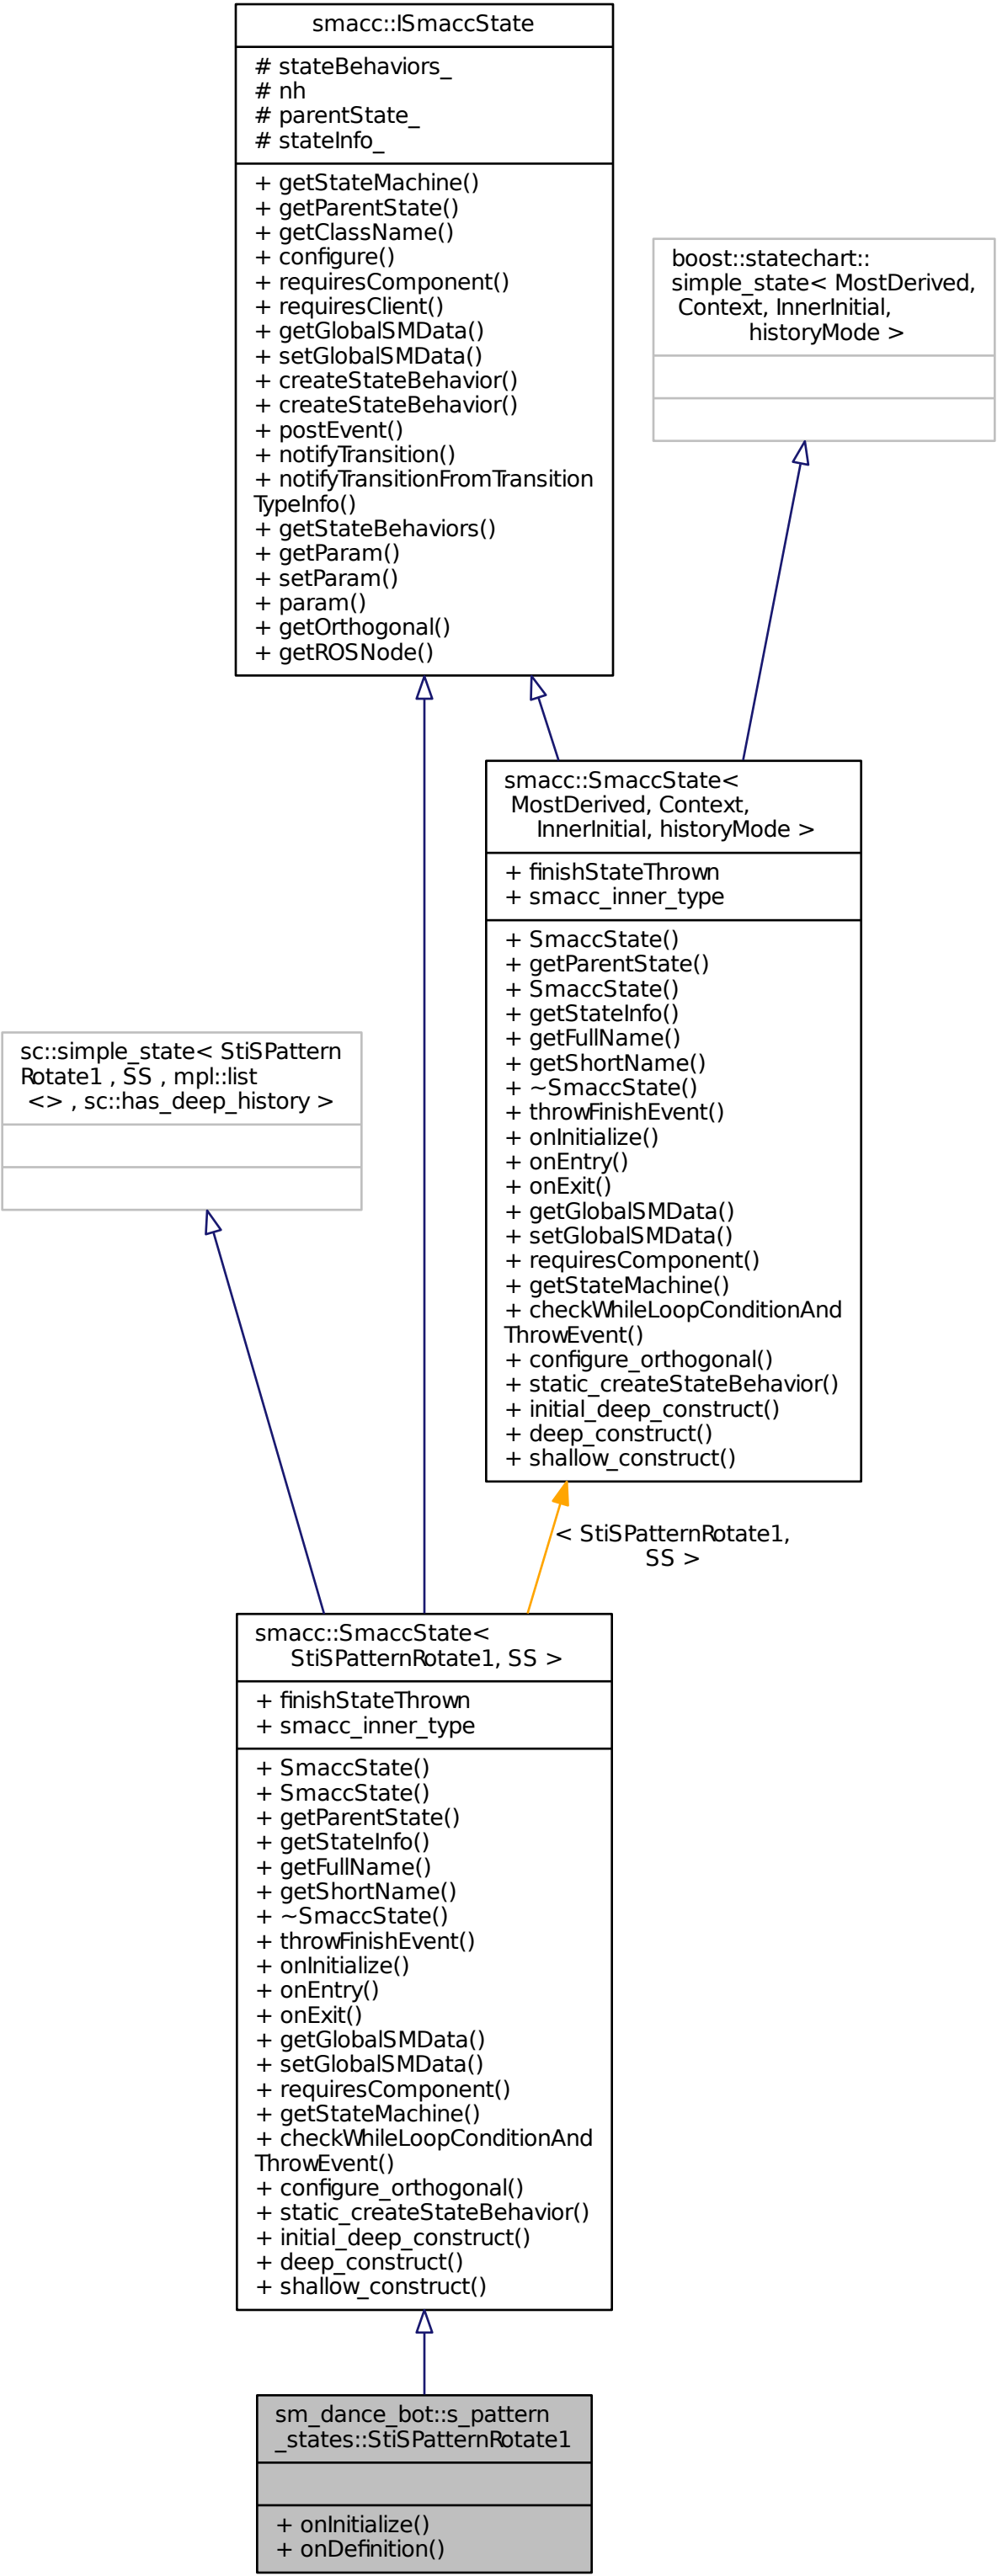 smacc::ISmaccState
# stateBehaviors_
# nh
# parentState_
# stateInfo_
+ getStateMachine()
+ getParentState()
+ getClassName()
+ configure()
+ requiresComponent()
+ requiresClient()
+ getGlobalSMData()
+ setGlobalSMData()
+ createStateBehavior()
+ createStateBehavior()
+ postEvent()
+ notifyTransition()
+ notifyTransitionFromTransition
TypeInfo()
+ getStateBehaviors()
+ getParam()
+ setParam()
+ param()
+ getOrthogonal()
+ getROSNode()
boost::statechart::
simple_state< MostDerived,
Context, InnerInitial,
historyMode >
smacc::SmaccState<
MostDerived, Context,
InnerInitial, historyMode >
+ finishStateThrown
+ smacc_inner_type
+ SmaccState()
+ getParentState()
+ SmaccState()
+ getStateInfo()
+ getFullName()
+ getShortName()
+ ~SmaccState()
+ throwFinishEvent()
+ onInitialize()
+ onEntry()
+ onExit()
+ getGlobalSMData()
+ setGlobalSMData()
+ requiresComponent()
+ getStateMachine()
+ checkWhileLoopConditionAnd
ThrowEvent()
+ configure_orthogonal()
+ static_createStateBehavior()
+ initial_deep_construct()
+ deep_construct()
+ shallow_construct()
sc::simple_state< StiSPattern
Rotate1 , SS , mpl::list
<> , sc::has_deep_history >
< StiSPatternRotate1,
SS >
smacc::SmaccState<
StiSPatternRotate1, SS >
+ finishStateThrown
+ smacc_inner_type
+ SmaccState()
+ SmaccState()
+ getParentState()
+ getStateInfo()
+ getFullName()
+ getShortName()
+ ~SmaccState()
+ throwFinishEvent()
+ onInitialize()
+ onEntry()
+ onExit()
+ getGlobalSMData()
+ setGlobalSMData()
+ requiresComponent()
+ getStateMachine()
+ checkWhileLoopConditionAnd
ThrowEvent()
+ configure_orthogonal()
+ static_createStateBehavior()
+ initial_deep_construct()
+ deep_construct()
+ shallow_construct()
sm_dance_bot::s_pattern
_states::StiSPatternRotate1
+ onInitialize()
+ onDefinition()